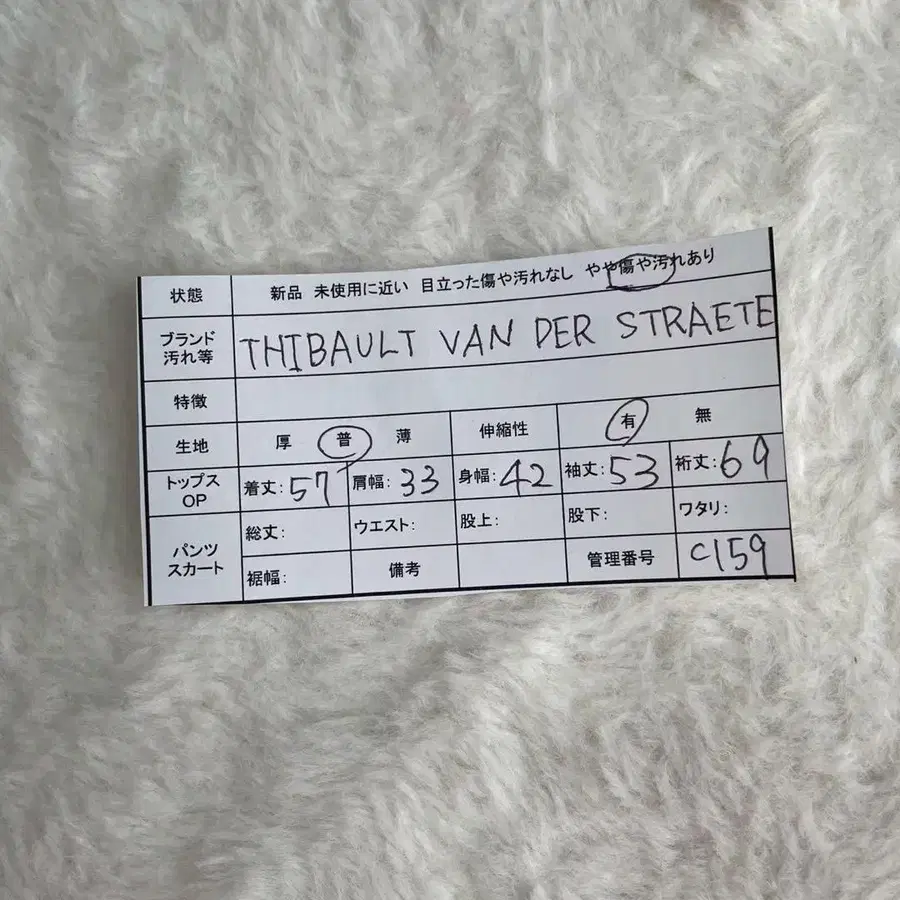 状態 新品 未使用に近い 目立った傷や汚れなし やや傷や汚れあり
ブランド
汚れ等
THIBAULT VAN DER STRAETE
特徴
生地 厚 普 薄 伸縮性 有 無
トップス
OP
着丈:57 肩幅:33 身幅:42 袖丈:53 裄丈:69
パンツ
スカート
総丈: ウエスト: 股上: 股下: ワタリ:
裾幅: 備考 管理番号 C159